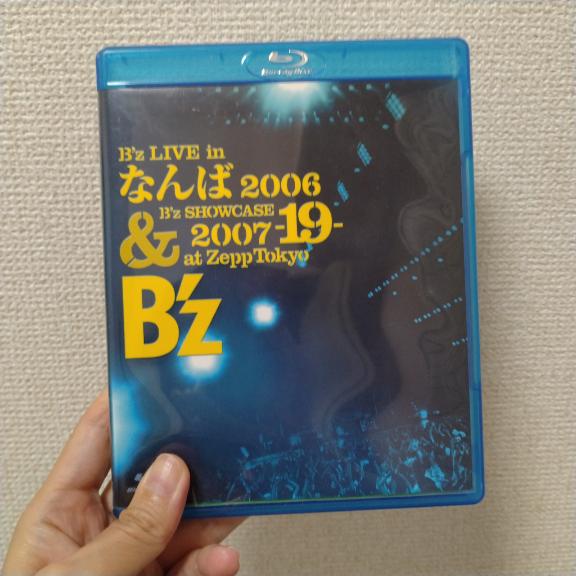 Blu-ray Disc
B'z LIVE in
なんば 2006
& B'z SHOWCASE
2007 -19-
at Zepp Tokyo
B'z